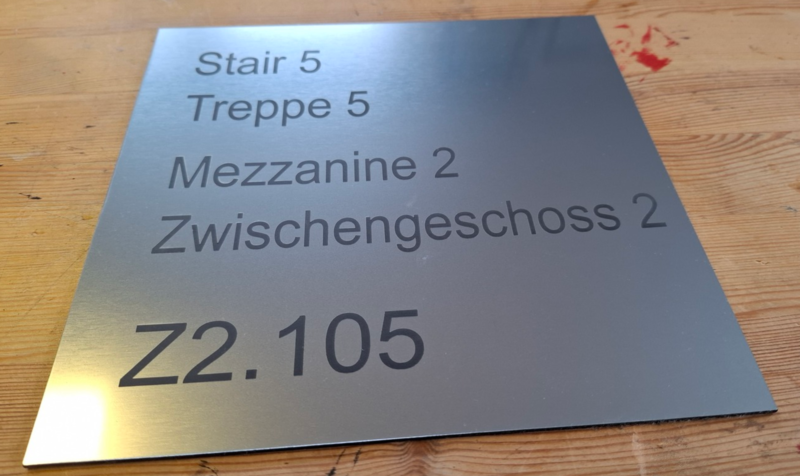 Stair 5
Treppe 5
Mezzanine 2
Zwischengeschoss 2
Z2.105